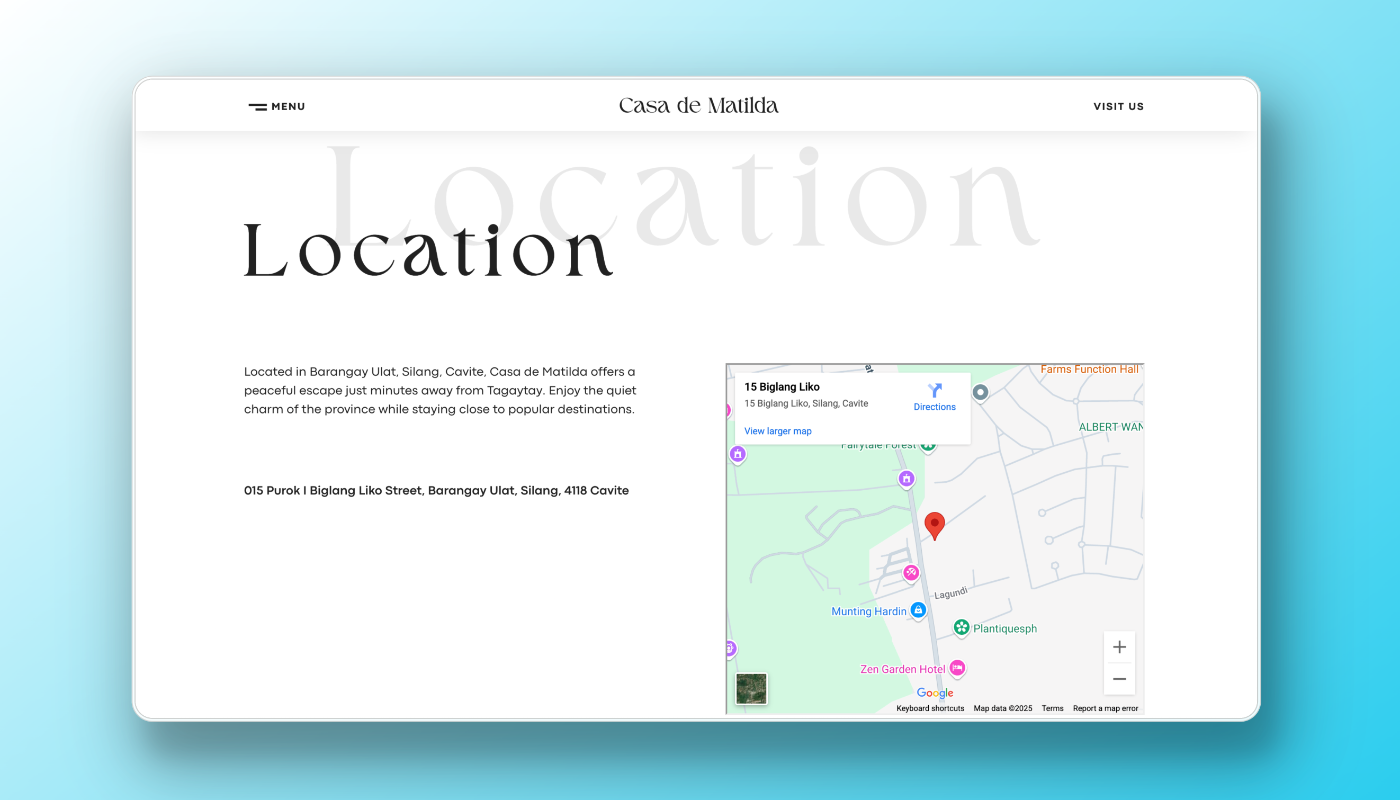 MENU
Casa de Matilda
VISIT US
Location
Location
Located in Barangay Ulat, Silang, Cavite, Casa de Matilda offers a
peaceful escape just minutes away from Tagaytay. Enjoy the quiet
charm of the province while staying close to popular destinations.
015 Purok I Biglang Liko Street, Barangay Ulat, Silang, 4118 Cavite
Farms Function Hall
15 Biglang Liko
15 Biglang Liko, Silang, Cavite
Directions
View larger map
ALBERT WAN
Fairytale Forest
Lagundi
Munting Hardin
Plantiquesph
Zen Garden Hotel
Google
Keyboard shortcuts
Map data ©2025
Terms
Report a map error